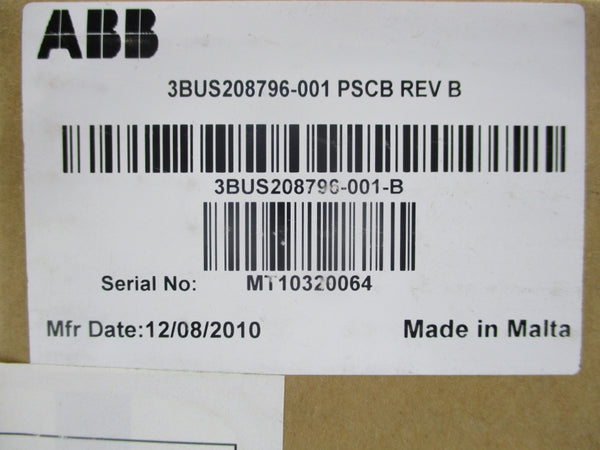 ABB
3BUS208796-001 PSCB REV B
3BUS208796-001-B
Serial No: MT10320064
Mfr Date:12/08/2010 Made in Malta